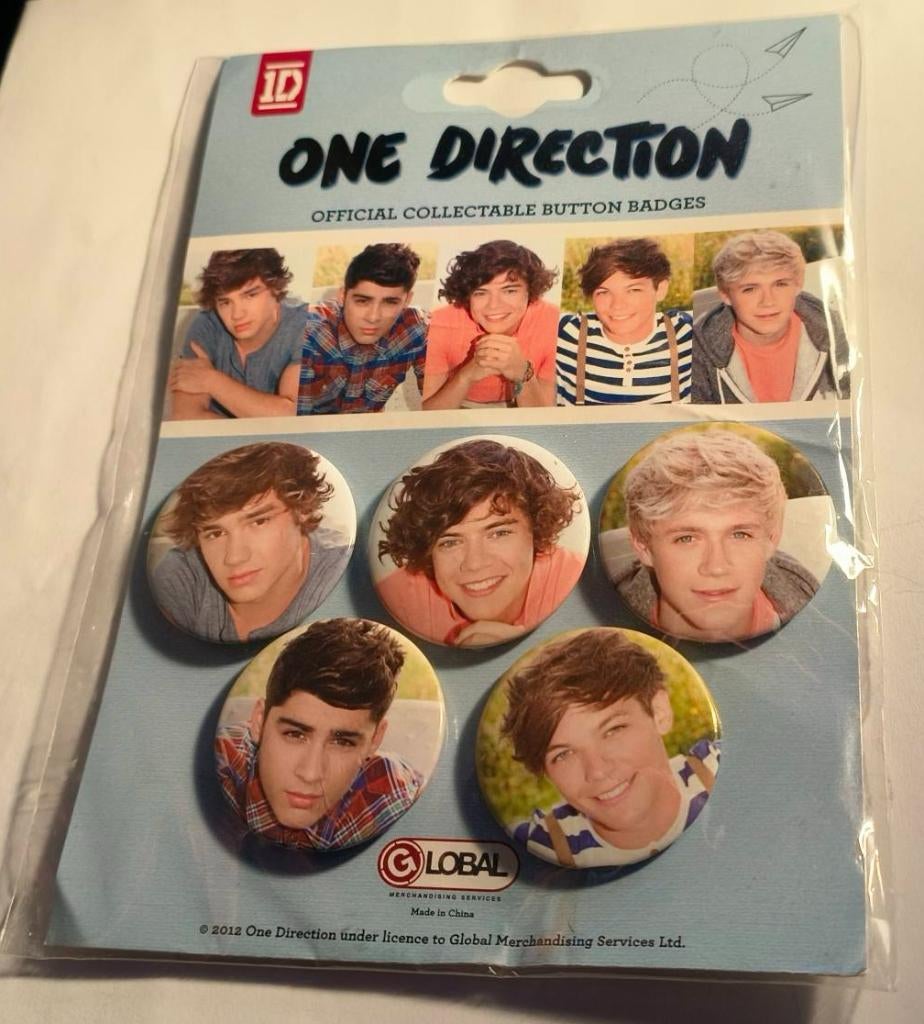 1D
ONE DIRECTION
OFFICIAL COLLECTABLE BUTTON BADGES
GLOBAL
MERCHANDISING SERVICES
Made in China
© 2012 One Direction under licence to Global Merchandising Services Ltd.